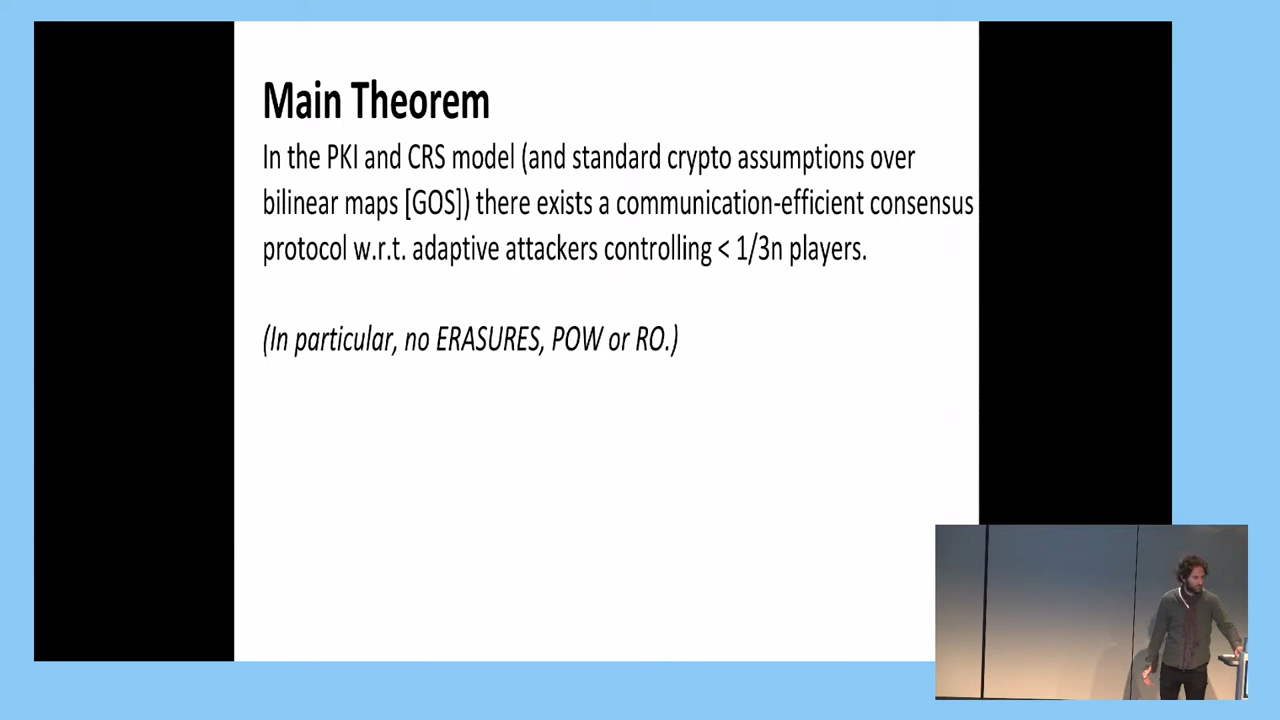 Main Theorem
In the PKI and CRS model (and standard crypto assumptions over
bilinear maps [GOS]) there exists a communication-efficient consensus
protocol w.r.t. adaptive attackers controlling < 1/3n players.
(In particular, no ERASURES, POW or RO.)